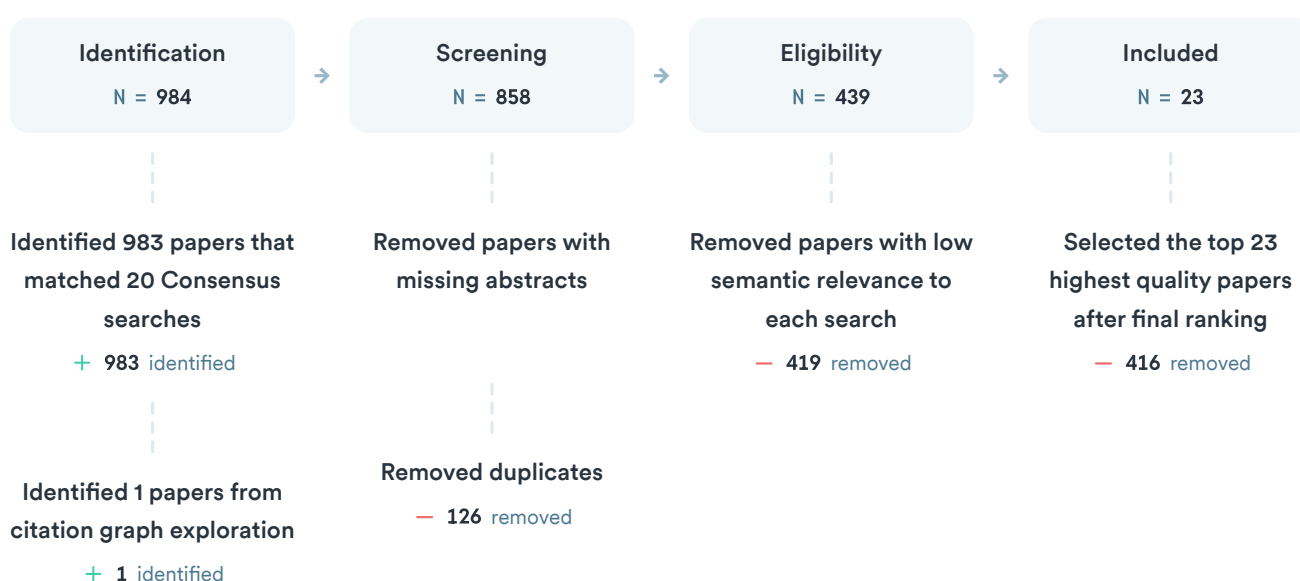 Identification
N = 984
Screening
N = 858
Eligibility
N = 439
Included
N = 23
Identified 983 papers that
matched 20 Consensus
searches
+ 983 identified
Identified 1 papers from
citation graph exploration
+ 1 identified
Removed papers with
missing abstracts
Removed duplicates
− 126 removed
Removed papers with low
semantic relevance to
each search
− 419 removed
Selected the top 23
highest quality papers
after final ranking
− 416 removed